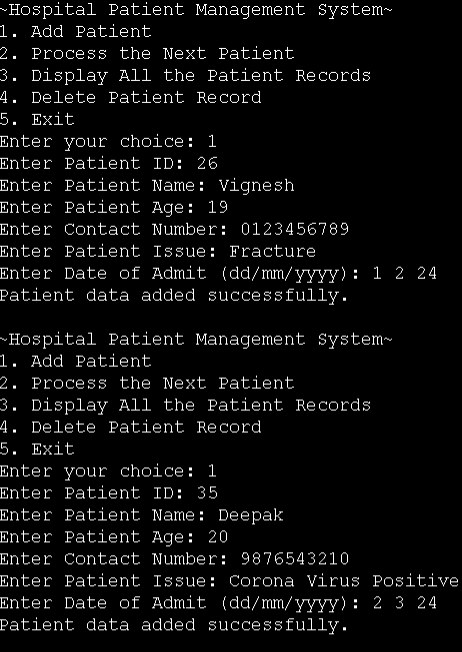 ~Hospital Patient Management System~
1. Add Patient
2. Process the Next Patient
3. Display All the Patient Records
4. Delete Patient Record
5. Exit
Enter your choice: 1
Enter Patient ID: 26
Enter Patient Name: Vignesh
Enter Patient Age: 19
Enter Contact Number: 0123456789
Enter Patient Issue: Fracture
Enter Date of Admit (dd/mm/yyyy): 1 2 24
Patient data added successfully.
~Hospital Patient Management System~
1. Add Patient
2. Process the Next Patient
3. Display All the Patient Records
4. Delete Patient Record
5. Exit
Enter your choice: 1
Enter Patient ID: 35
Enter Patient Name: Deepak
Enter Patient Age: 20
Enter Contact Number: 9876543210
Enter Patient Issue: Corona Virus Positive
Enter Date of Admit (dd/mm/yyyy): 2 3 24
Patient data added successfully.